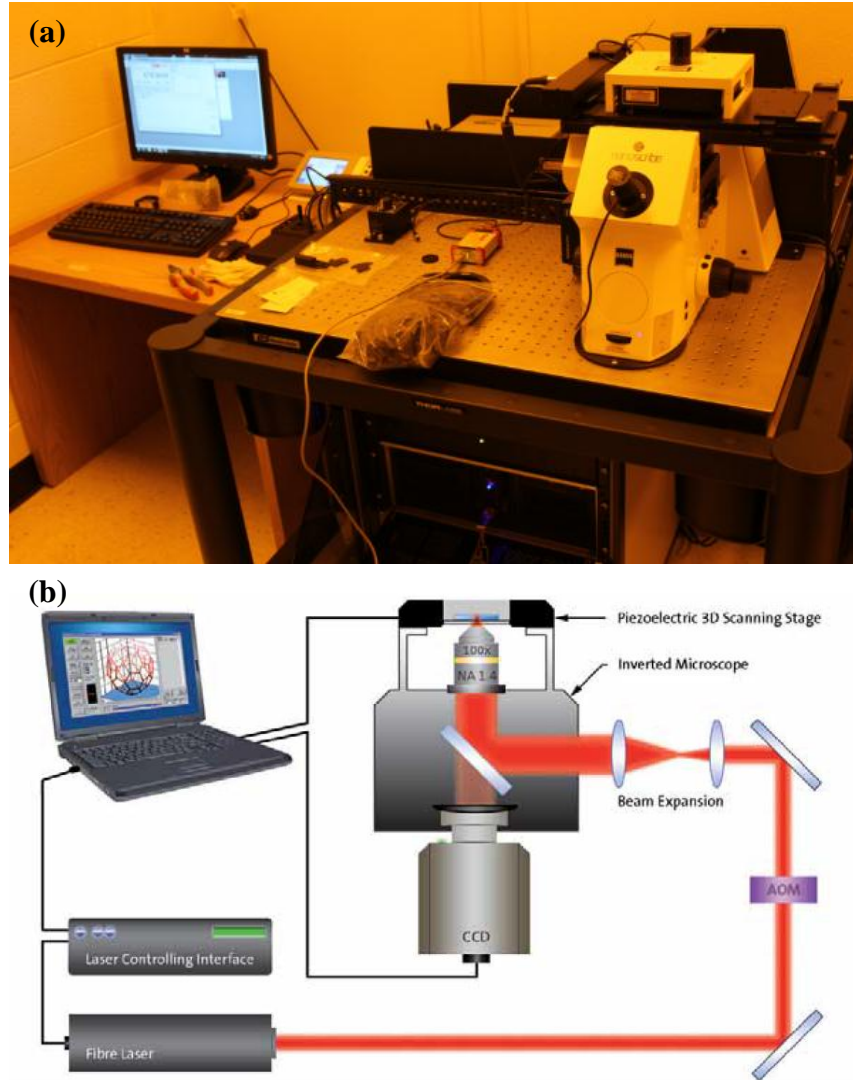 (a)
nanoscribe
THORLABS
(b)
Piezoelectric 3D Scanning Stage
100x
NA 1.4
Inverted Microscope
Beam Expansion
AOM
CCD
Laser Controlling Interface
Fibre Laser